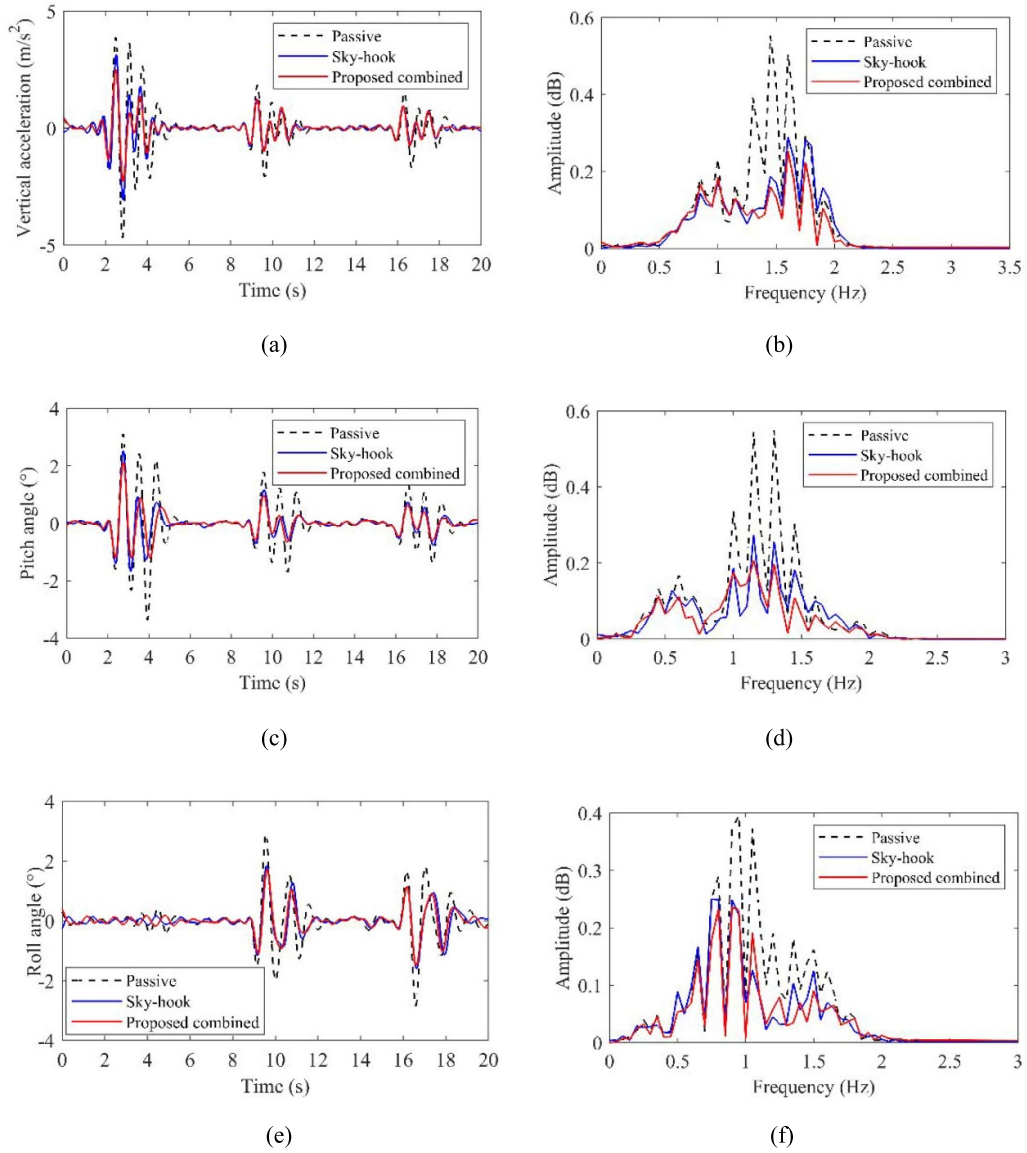 5
0
-5
0 2 4 6 8 10 12 14 16 18 20
Vertical acceleration (m/s²)
Time (s)
Passive
Sky-hook
Proposed combined
(a)
0.6
0.4
0.2
0
0 0.5 1 1.5 2 2.5 3 3.5
Amplitude (dB)
Frequency (Hz)
Passive
Sky-hook
Proposed combined
(b)
4
2
0
-2
-4
0 2 4 6 8 10 12 14 16 18 20
Pitch angle (°)
Time (s)
Passive
Sky-hook
Proposed combined
(c)
0.6
0.4
0.2
0
0 0.5 1 1.5 2 2.5 3
Amplitude (dB)
Frequency (Hz)
Passive
Sky-hook
Proposed combined
(d)
4
2
0
-2
-4
0 2 4 6 8 10 12 14 16 18 20
Roll angle (°)
Time (s)
Passive
Sky-hook
Proposed combined
(e)
0.4
0.3
0.2
0.1
0
0 0.5 1 1.5 2 2.5 3
Amplitude (dB)
Frequency (Hz)
Passive
Sky-hook
Proposed combined
(f)